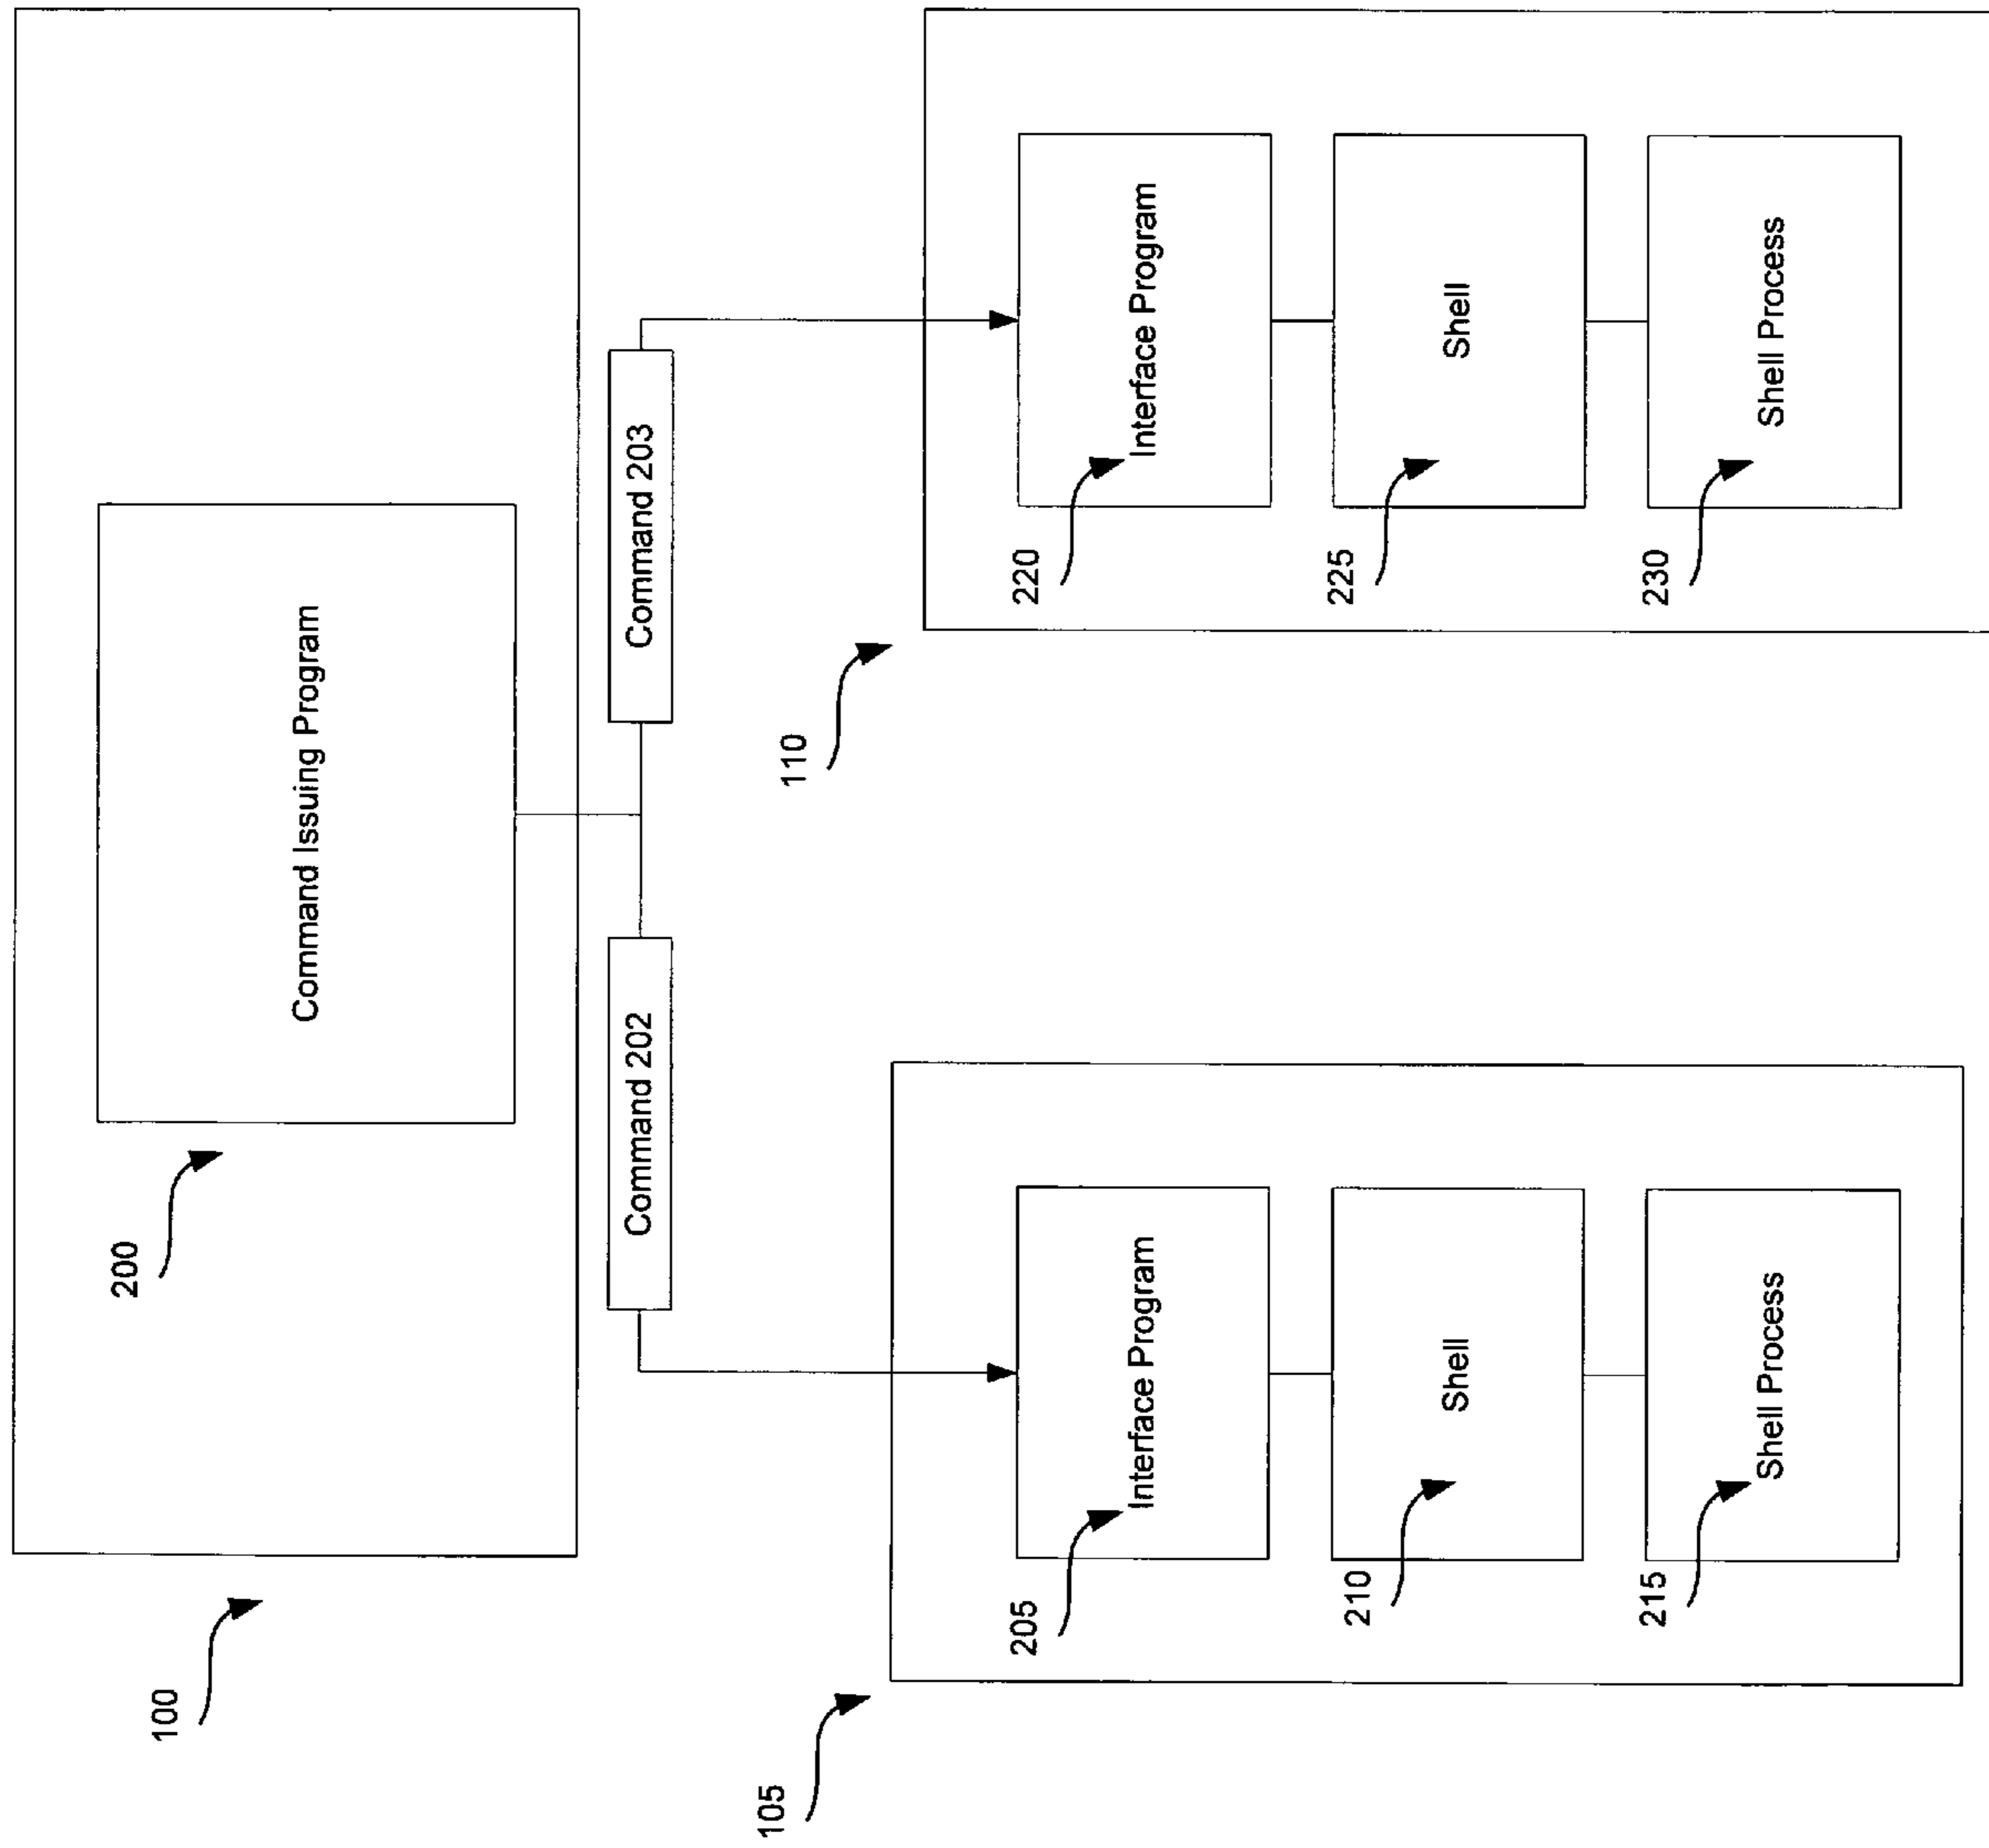 100
200
Command Issuing Program
Command 202
Command 203
105
205
Interface Program
210
Shell
215
Shell Process
110
220
Interface Program
225
Shell
230
Shell Process